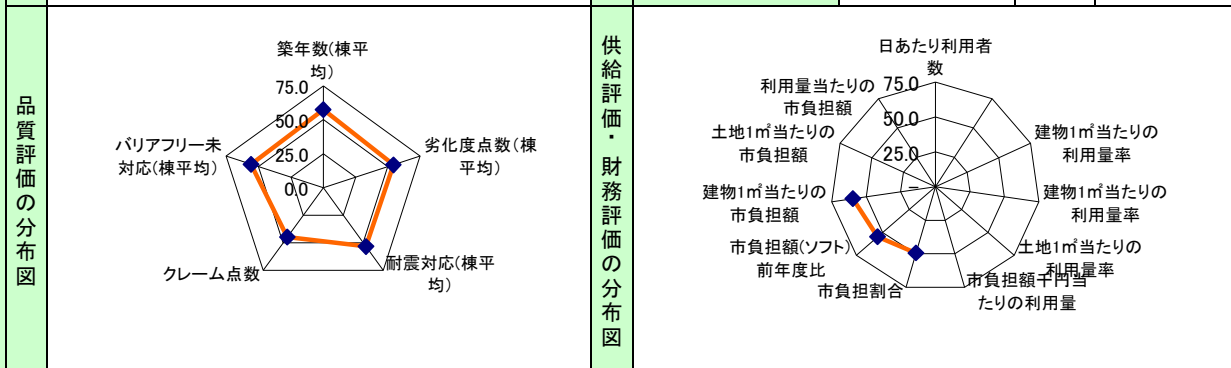 品質評価の分布図
築年数(棟平
均)
75.0
50.0
25.0
0.0
劣化度点数(棟
平均)
耐震対応(棟平
均)
クレーム点数
バリアフリー未
対応(棟平均)
供給評価・財務評価の分布図
日あたり利用者
数
75.0
50.0
25.0
－
建物1㎡当たりの
利用量率
建物1㎡当たりの
利用量率
土地1㎡当たりの
利用量率
市負担額千円当
たりの利用量
市負担割合
市負担額(ソフト)
前年度比
建物1㎡当たりの
市負担額
土地1㎡当たりの
市負担額
利用量当たりの
市負担額